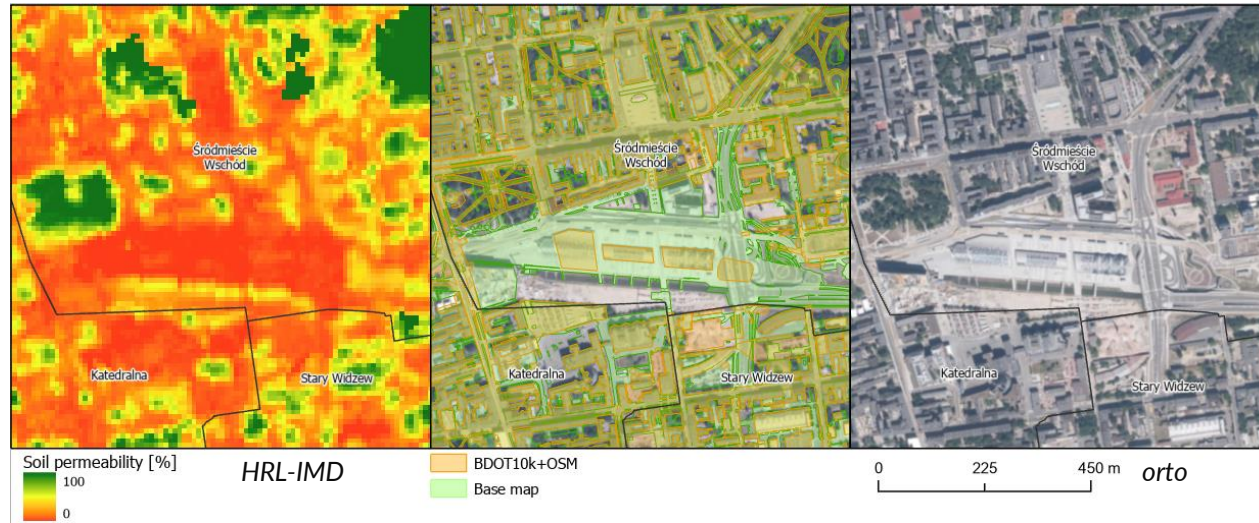 Śródmieście
Wschód
Katedralna
Stary Widzew
Śródmieście
Wschód
Katedralna
Stary Widzew
Śródmieście
Wschód
Katedralna
Stary Widzew
Soil permeability [%]
100
0
HRL-IMD
BDOT10k+OSM
Base map
0 225 450 m
orto